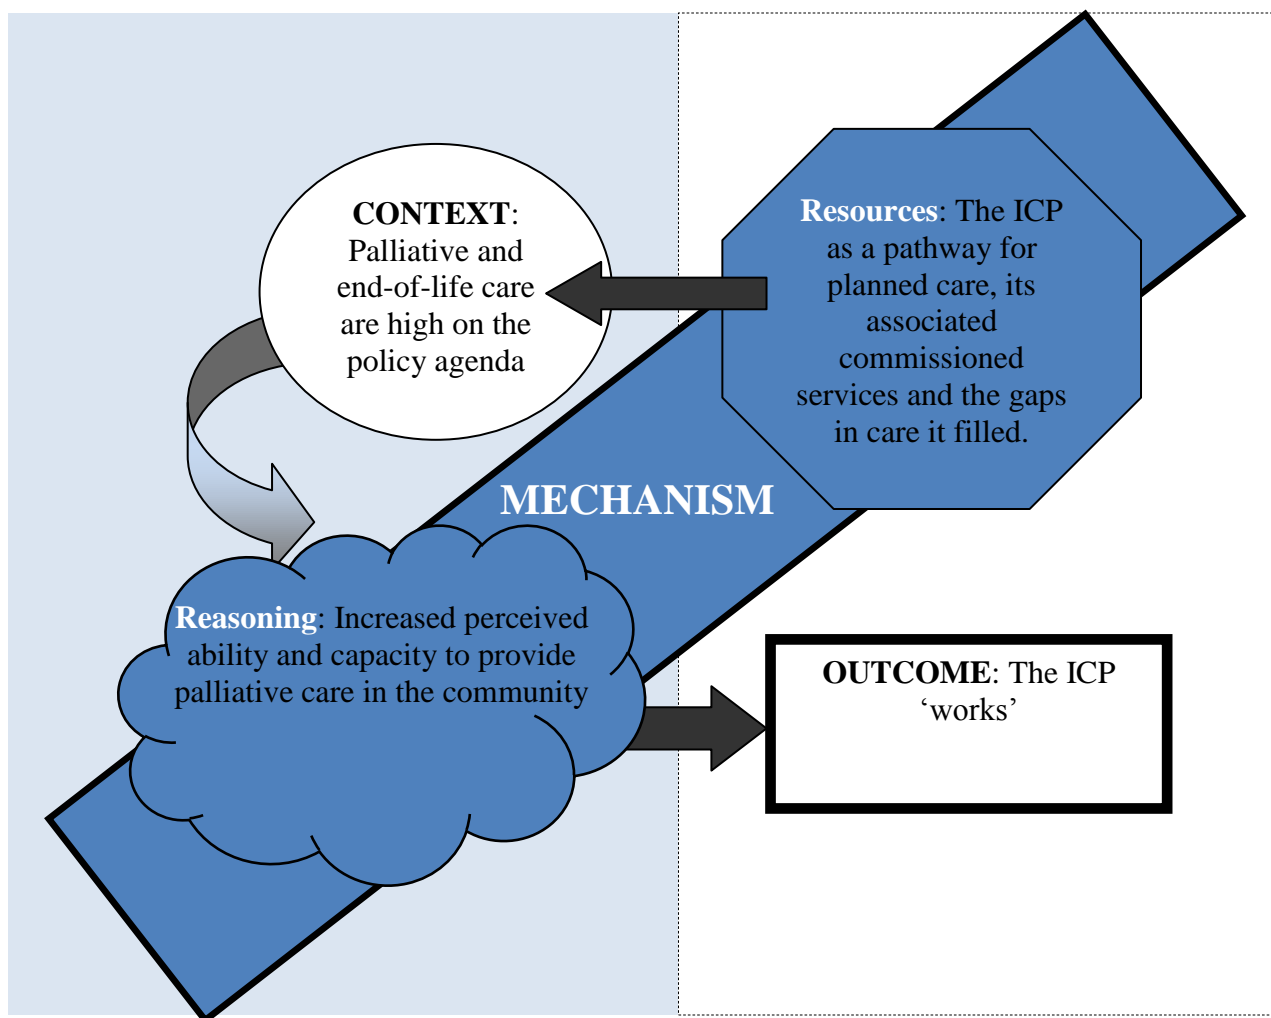 CONTEXT:
Palliative and
end-of-life care
are high on the
policy agenda
Resources: The ICP
as a pathway for
planned care, its
associated
commissioned
services and the gaps
in care it filled.
MECHANISM
Reasoning: Increased perceived
ability and capacity to provide
palliative care in the community
OUTCOME: The ICP
‘works’